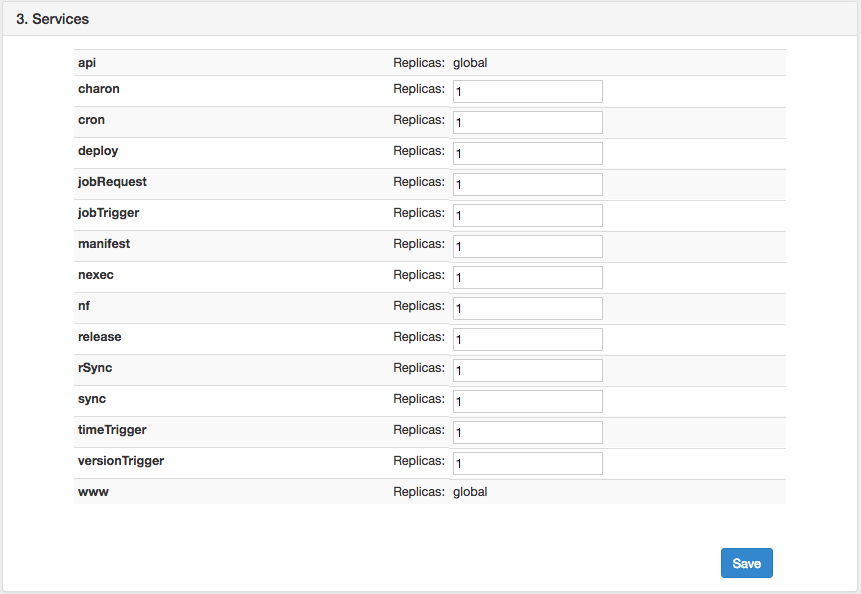 3. Services
api Replicas: global
charon Replicas: 1
cron Replicas: 1
deploy Replicas: 1
jobRequest Replicas: 1
jobTrigger Replicas: 1
manifest Replicas: 1
nexec Replicas: 1
nf Replicas: 1
release Replicas: 1
rSync Replicas: 1
sync Replicas: 1
timeTrigger Replicas: 1
versionTrigger Replicas: 1
www Replicas: global
Save